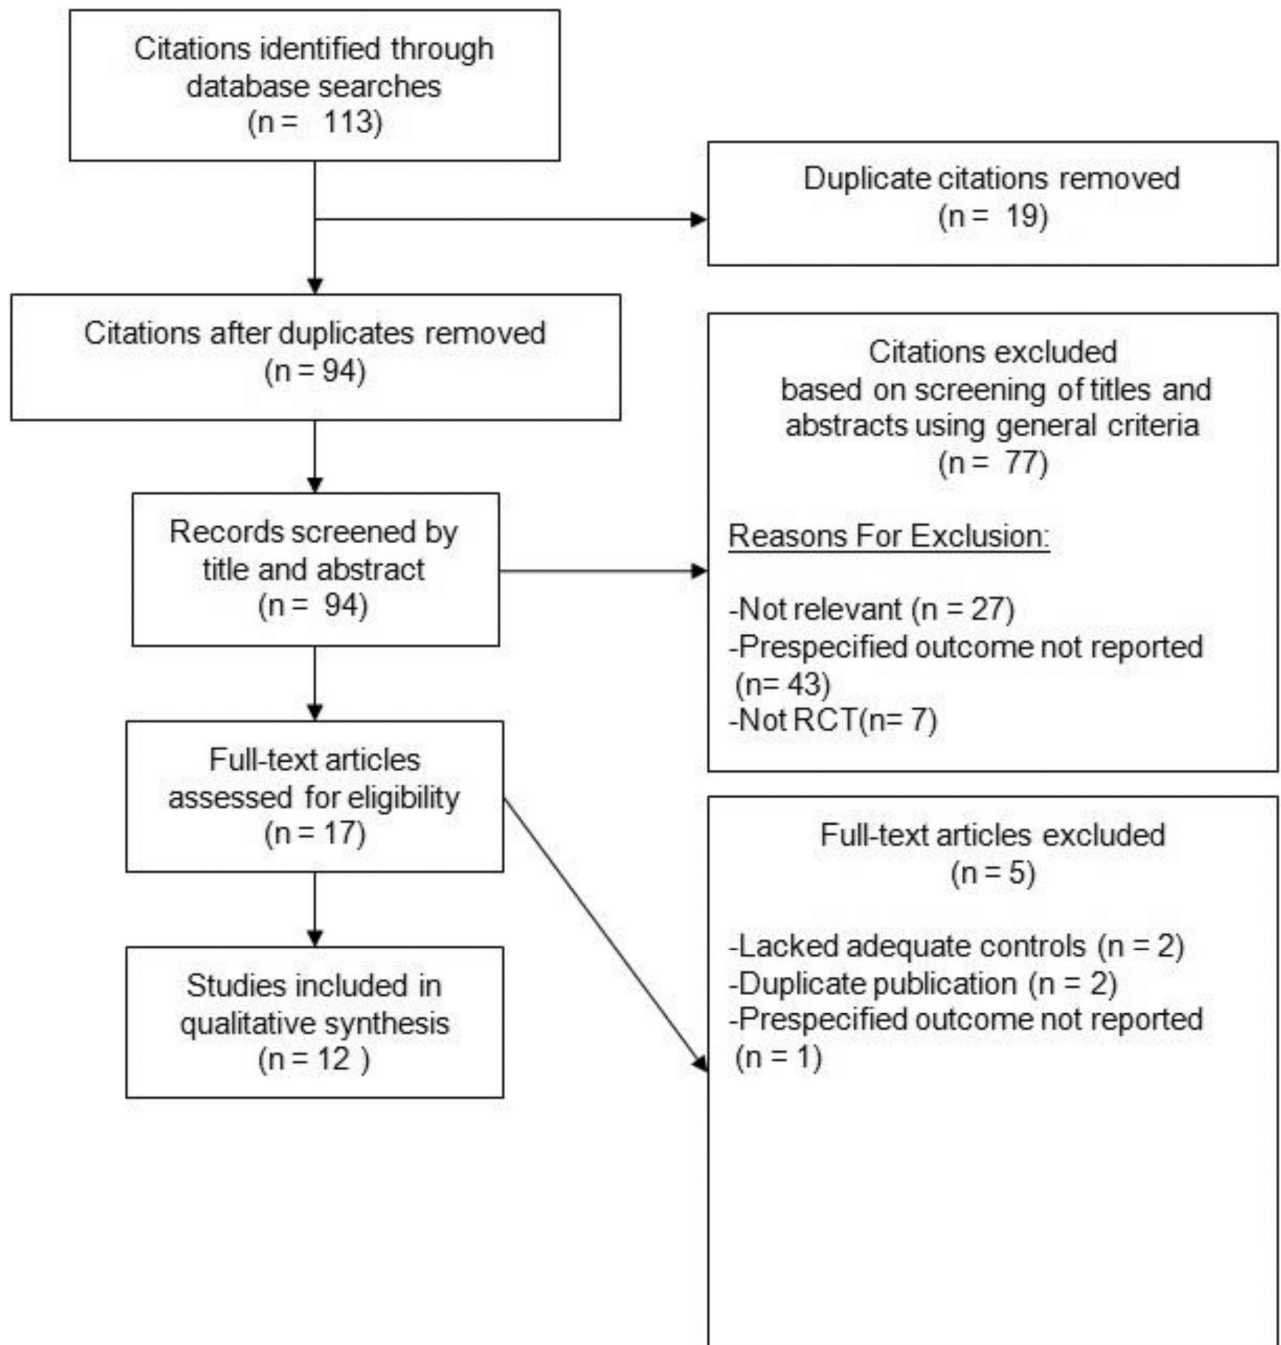 Citations identified through
database searches
(n =   113)
Duplicate citations removed
(n =  19)
Citations after duplicates removed
(n = 94)
Citations excluded
based on screening of titles and
abstracts using general criteria
(n =  77)
Reasons For Exclusion:
-Not relevant (n = 27)
-Prespecified outcome not reported
(n= 43)
-Not RCT(n= 7)
Records screened by
title and abstract
(n =  94)
Full-text articles
assessed for eligibility
(n = 17)
Full-text articles excluded
(n = 5)
-Lacked adequate controls (n = 2)
-Duplicate publication (n = 2)
-Prespecified outcome not reported
(n = 1)
Studies included in
qualitative synthesis
(n = 12 )